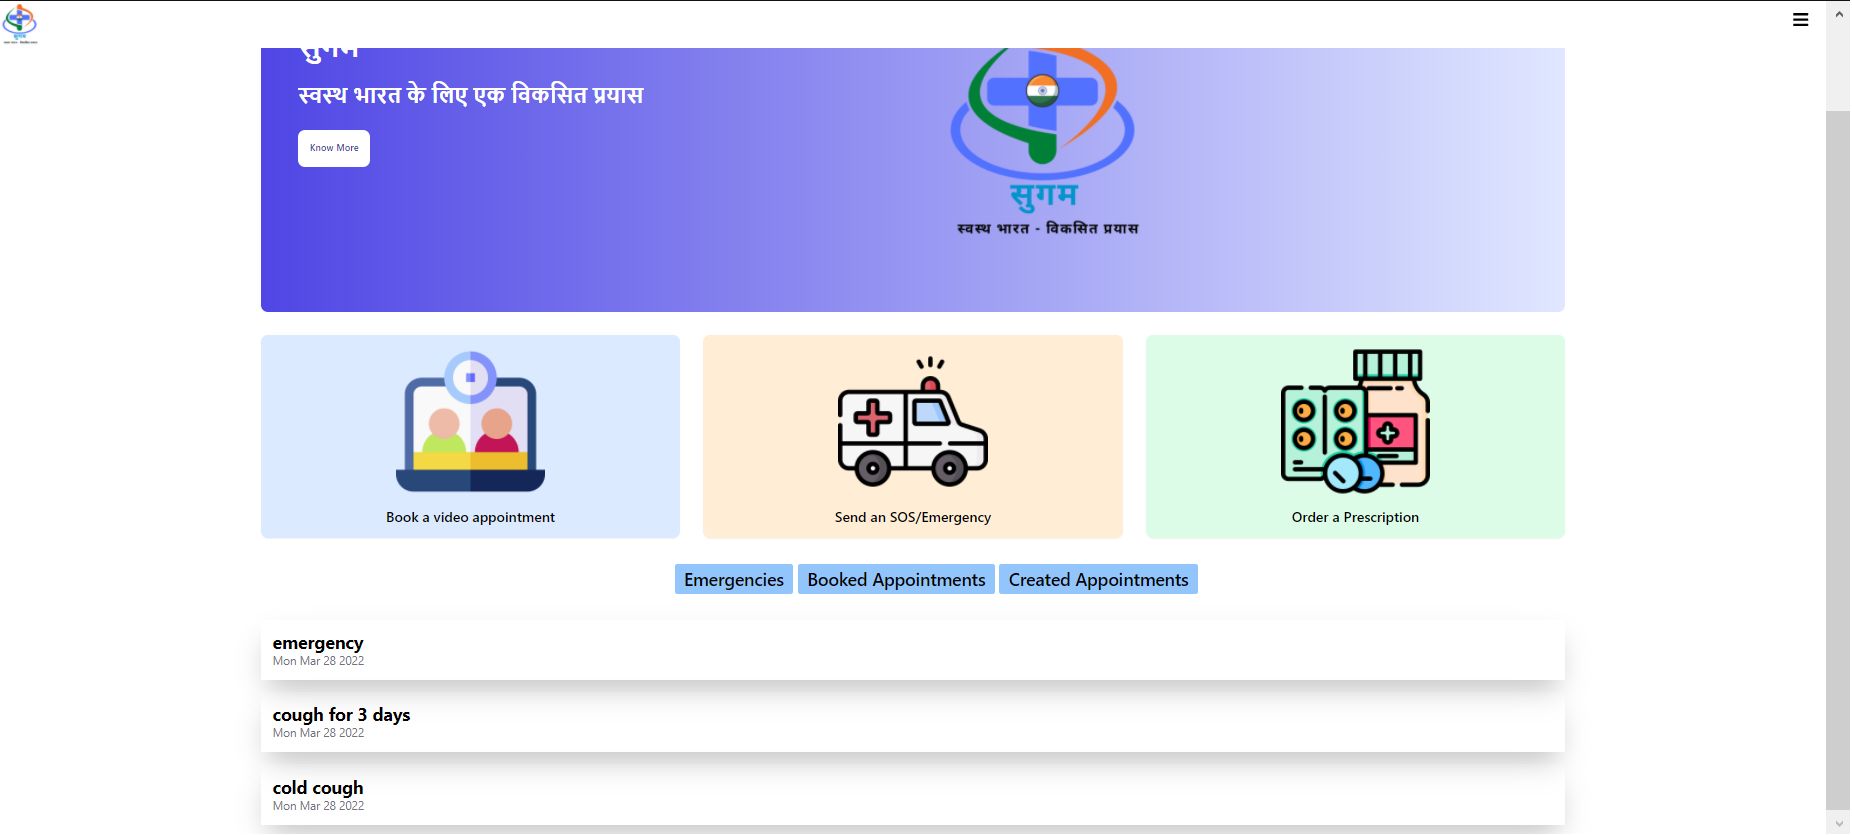 सुगम
स्वस्थ भारत के लिए एक विकसित प्रयास
Know More
सुगम
स्वस्थ भारत - विकसित प्रयास
Book a video appointment
Send an SOS/Emergency
Order a Prescription
Emergencies
Booked Appointments
Created Appointments
emergency
Mon Mar 28 2022
cough for 3 days
Mon Mar 28 2022
cold cough
Mon Mar 28 2022